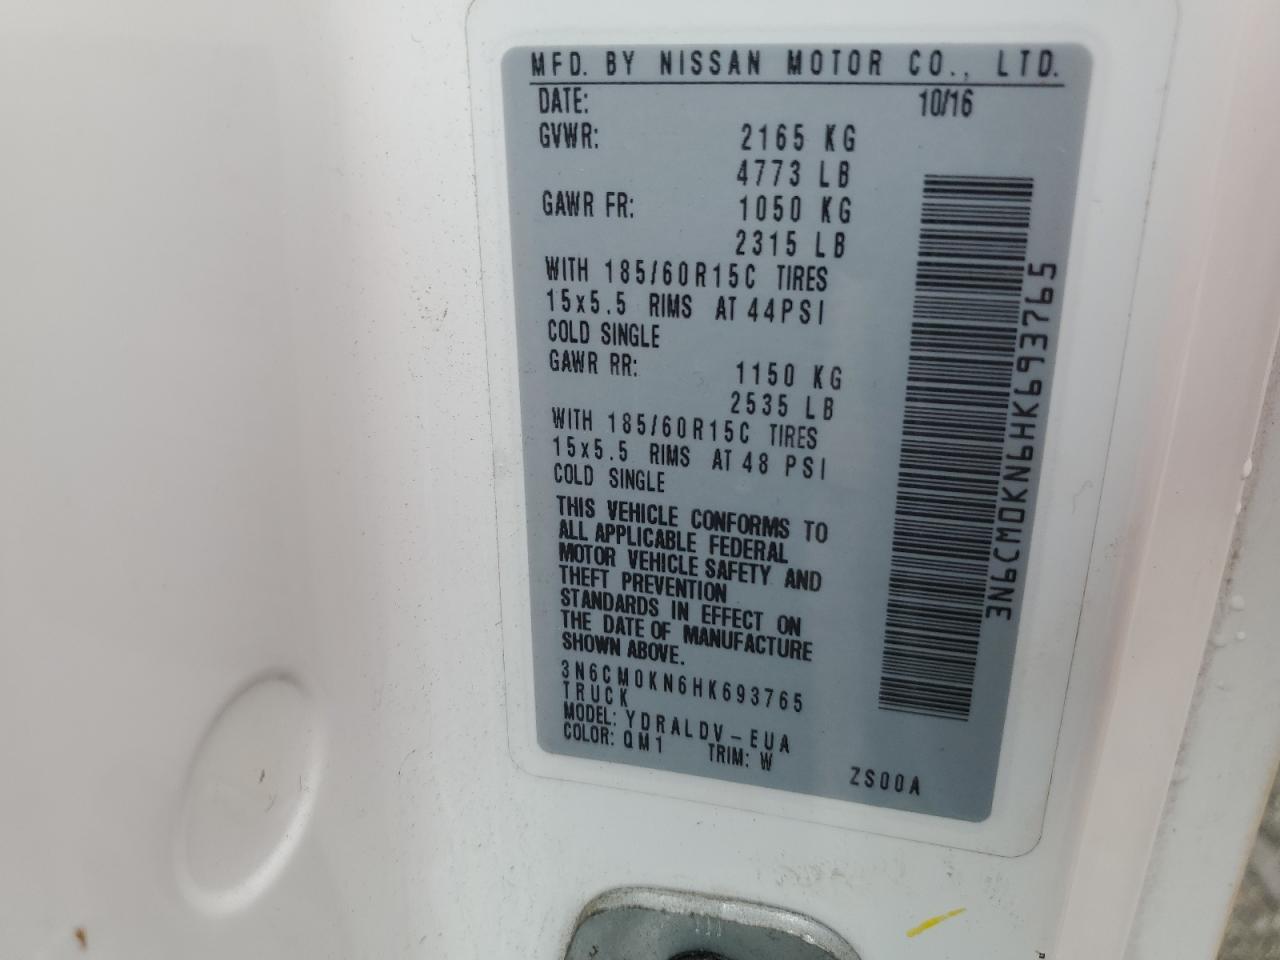 MFD. BY NISSAN MOTOR CO., LTD.
DATE: 10/16
GVWR: 2165 KG
4773 LB
GAWR FR: 1050 KG
2315 LB
WITH 185/60R15C TIRES
15x5.5 RIMS AT 44PSI
COLD SINGLE
GAWR RR: 1150 KG
2535 LB
WITH 185/60R15C TIRES
15x5.5 RIMS AT 48 PSI
COLD SINGLE
THIS VEHICLE CONFORMS TO
ALL APPLICABLE FEDERAL
MOTOR VEHICLE SAFETY AND
THEFT PREVENTION
STANDARDS IN EFFECT ON
THE DATE OF MANUFACTURE
SHOWN ABOVE.
3N6CM0KN6HK693765
TRUCK
MODEL: YDRALDV-EUA
COLOR: QM1 TRIM: W
ZS00A
3N6CM0KN6HK693765